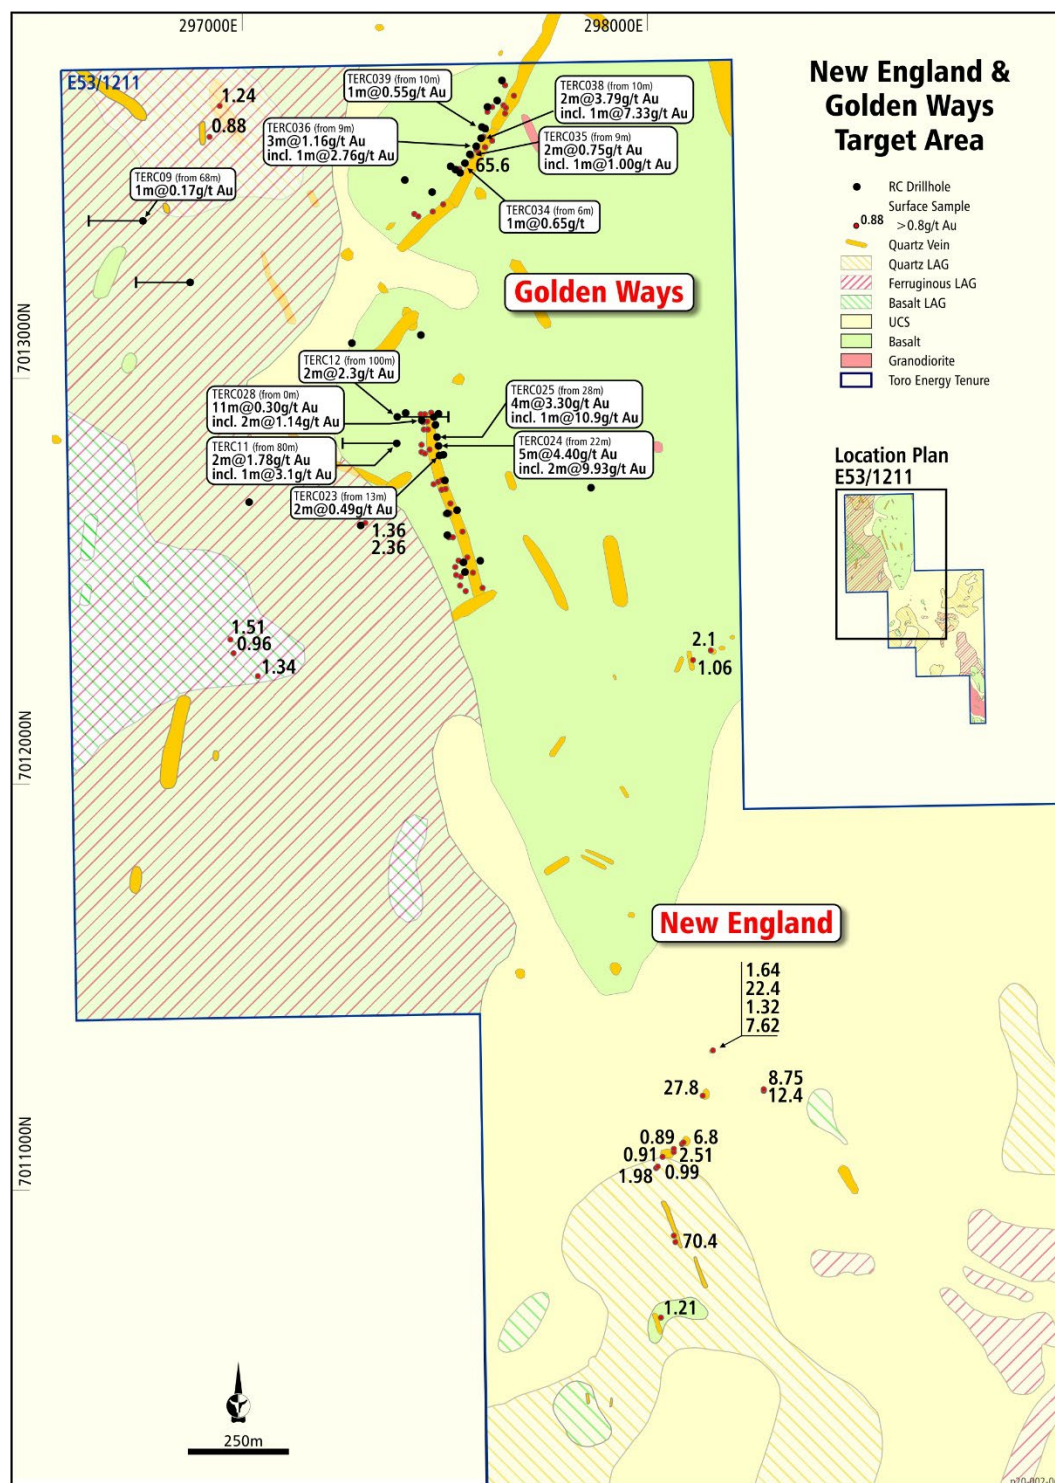 297000E
298000E
E53/1211
New England &
Golden Ways
Target Area
RC Drillhole
Surface Sample
0.88 >0.8g/t Au
Quartz Vein
Quartz LAG
Ferruginous LAG
Basalt LAG
UCS
Basalt
Granodiorite
Toro Energy Tenure
Location Plan
E53/1211
1.24
0.88
TERC039 (from 10m)
1m@0.55g/t Au
TERC038 (from 10m)
2m@3.79g/t Au
incl. 1m@7.33g/t Au
TERC036 (from 9m)
3m@1.16g/t Au
incl. 1m@2.76g/t Au
TERC035 (from 9m)
2m@0.75g/t Au
incl. 1m@1.00g/t Au
65.6
TERC09 (from 68m)
1m@0.17g/t Au
TERC034 (from 6m)
1m@0.65g/t
Golden Ways
7013000N
TERC12 (from 100m)
2m@2.3g/t Au
TERC028 (from 0m)
11m@0.30g/t Au
incl. 2m@1.14g/t Au
TERC025 (from 28m)
4m@3.30g/t Au
incl. 1m@10.9g/t Au
TERC11 (from 80m)
2m@1.78g/t Au
incl. 1m@3.1g/t Au
TERC024 (from 22m)
5m@4.40g/t Au
incl. 2m@9.93g/t Au
TERC023 (from 13m)
2m@0.49g/t Au
1.36
2.36
1.51
0.96
1.34
2.1
1.06
7012000N
New England
1.64
22.4
1.32
7.62
27.8
8.75
12.4
0.89
6.8
0.91
2.51
1.98
0.99
7011000N
70.4
1.21
250m